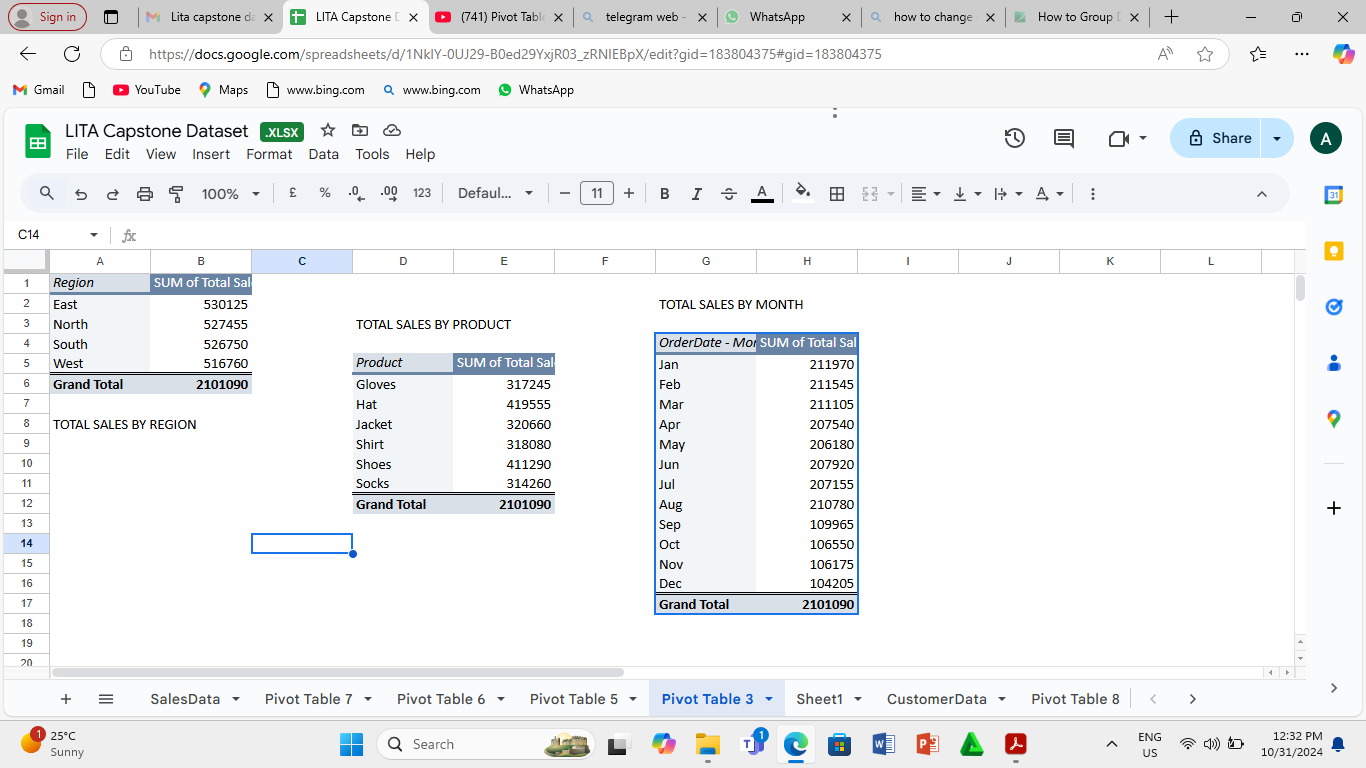 Sign in
Lita capstone da
LITA Capstone D
(741) Pivot Table
telegram web -
WhatsApp
how to change
How to Group D
https://docs.google.com/spreadsheets/d/1NkIY-0UJ29-B0ed29YxjR03_zRNIEBpX/edit?gid=183804375#gid=183804375
Gmail YouTube Maps www.bing.com www.bing.com WhatsApp
LITA Capstone Dataset .XLSX
File Edit View Insert Format Data Tools Help
Share
A
100% £ % .0 .00 123 Defaul... 11 B I A
31
C14 fx
A B C D E F G H I J K L
1 Region SUM of Total Sal
2 East 530125 TOTAL SALES BY MONTH
3 North 527455 TOTAL SALES BY PRODUCT
4 South 526750 OrderDate - Mor SUM of Total Sal
5 West 516760 Product SUM of Total Sal Jan 211970
6 Grand Total 2101090 Gloves 317245 Feb 211545
7 Hat 419555 Mar 211105
8 TOTAL SALES BY REGION Jacket 320660 Apr 207540
9 Shirt 318080 May 206180
10 Shoes 411290 Jun 207920
11 Socks 314260 Jul 207155
12 Grand Total 2101090 Aug 210780
13 Sep 109965
14 Oct 106550
15 Nov 106175
16 Dec 104205
17 Grand Total 2101090
18
19
20
SalesData Pivot Table 7 Pivot Table 6 Pivot Table 5 Pivot Table 3 Sheet1 CustomerData Pivot Table 8
1
25°C
Sunny
Search
1
ENG
US
12:32 PM
10/31/2024